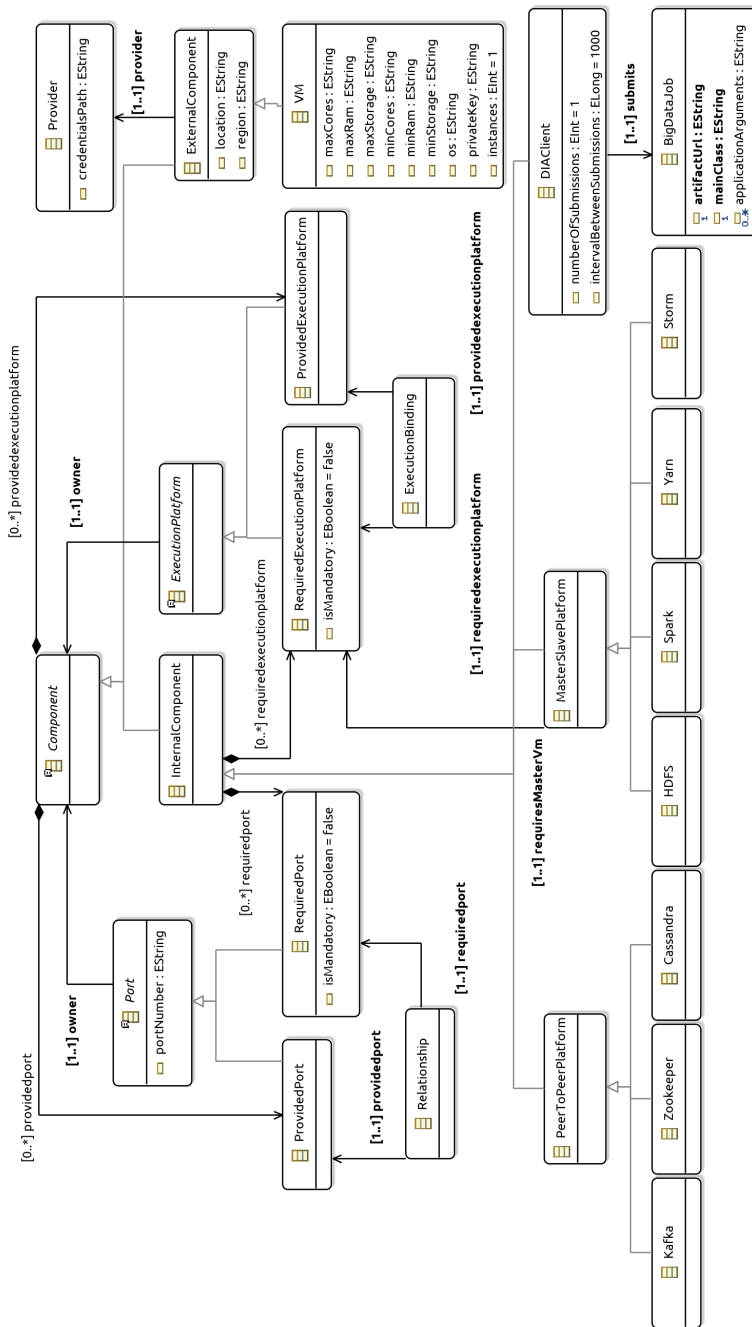 [0..*] providedport
[0..*] providedexecutionplatform
Component
Provider
credentialsPath : EString
[1..1] owner
[1..1] owner
[1..1] provider
Port
portNumber : EString
InternalComponent
ExecutionPlatform
ExternalComponent
location : EString
region : EString
[0..*] requiredport
[0..*] requiredexecutionplatform
ProvidedPort
RequiredPort
isMandatory : EBoolean = false
RequiredExecutionPlatform
isMandatory : EBoolean = false
ProvidedExecutionPlatform
VM
maxCores : EString
maxRam : EString
maxStorage : EString
minCores : EString
minRam : EString
minStorage : EString
os : EString
privateKey : EString
instances : EInt = 1
[1..1] providedport
Relationship
[1..1] requiredport
ExecutionBinding
[1..1] requiredexecutionplatform
[1..1] providedexecutionplatform
[1..1] requiresMasterVm
PeerToPeerPlatform
MasterSlavePlatform
DIAClient
numberOfSubmissions : EInt = 1
intervalBetweenSubmissions : ELong = 1000
[1..1] submits
Kafka
Zookeeper
Cassandra
HDFS
Spark
Yarn
Storm
BigDataJob
1 artifactUrl : EString
1 mainClass : EString
0..* applicationArguments : EString